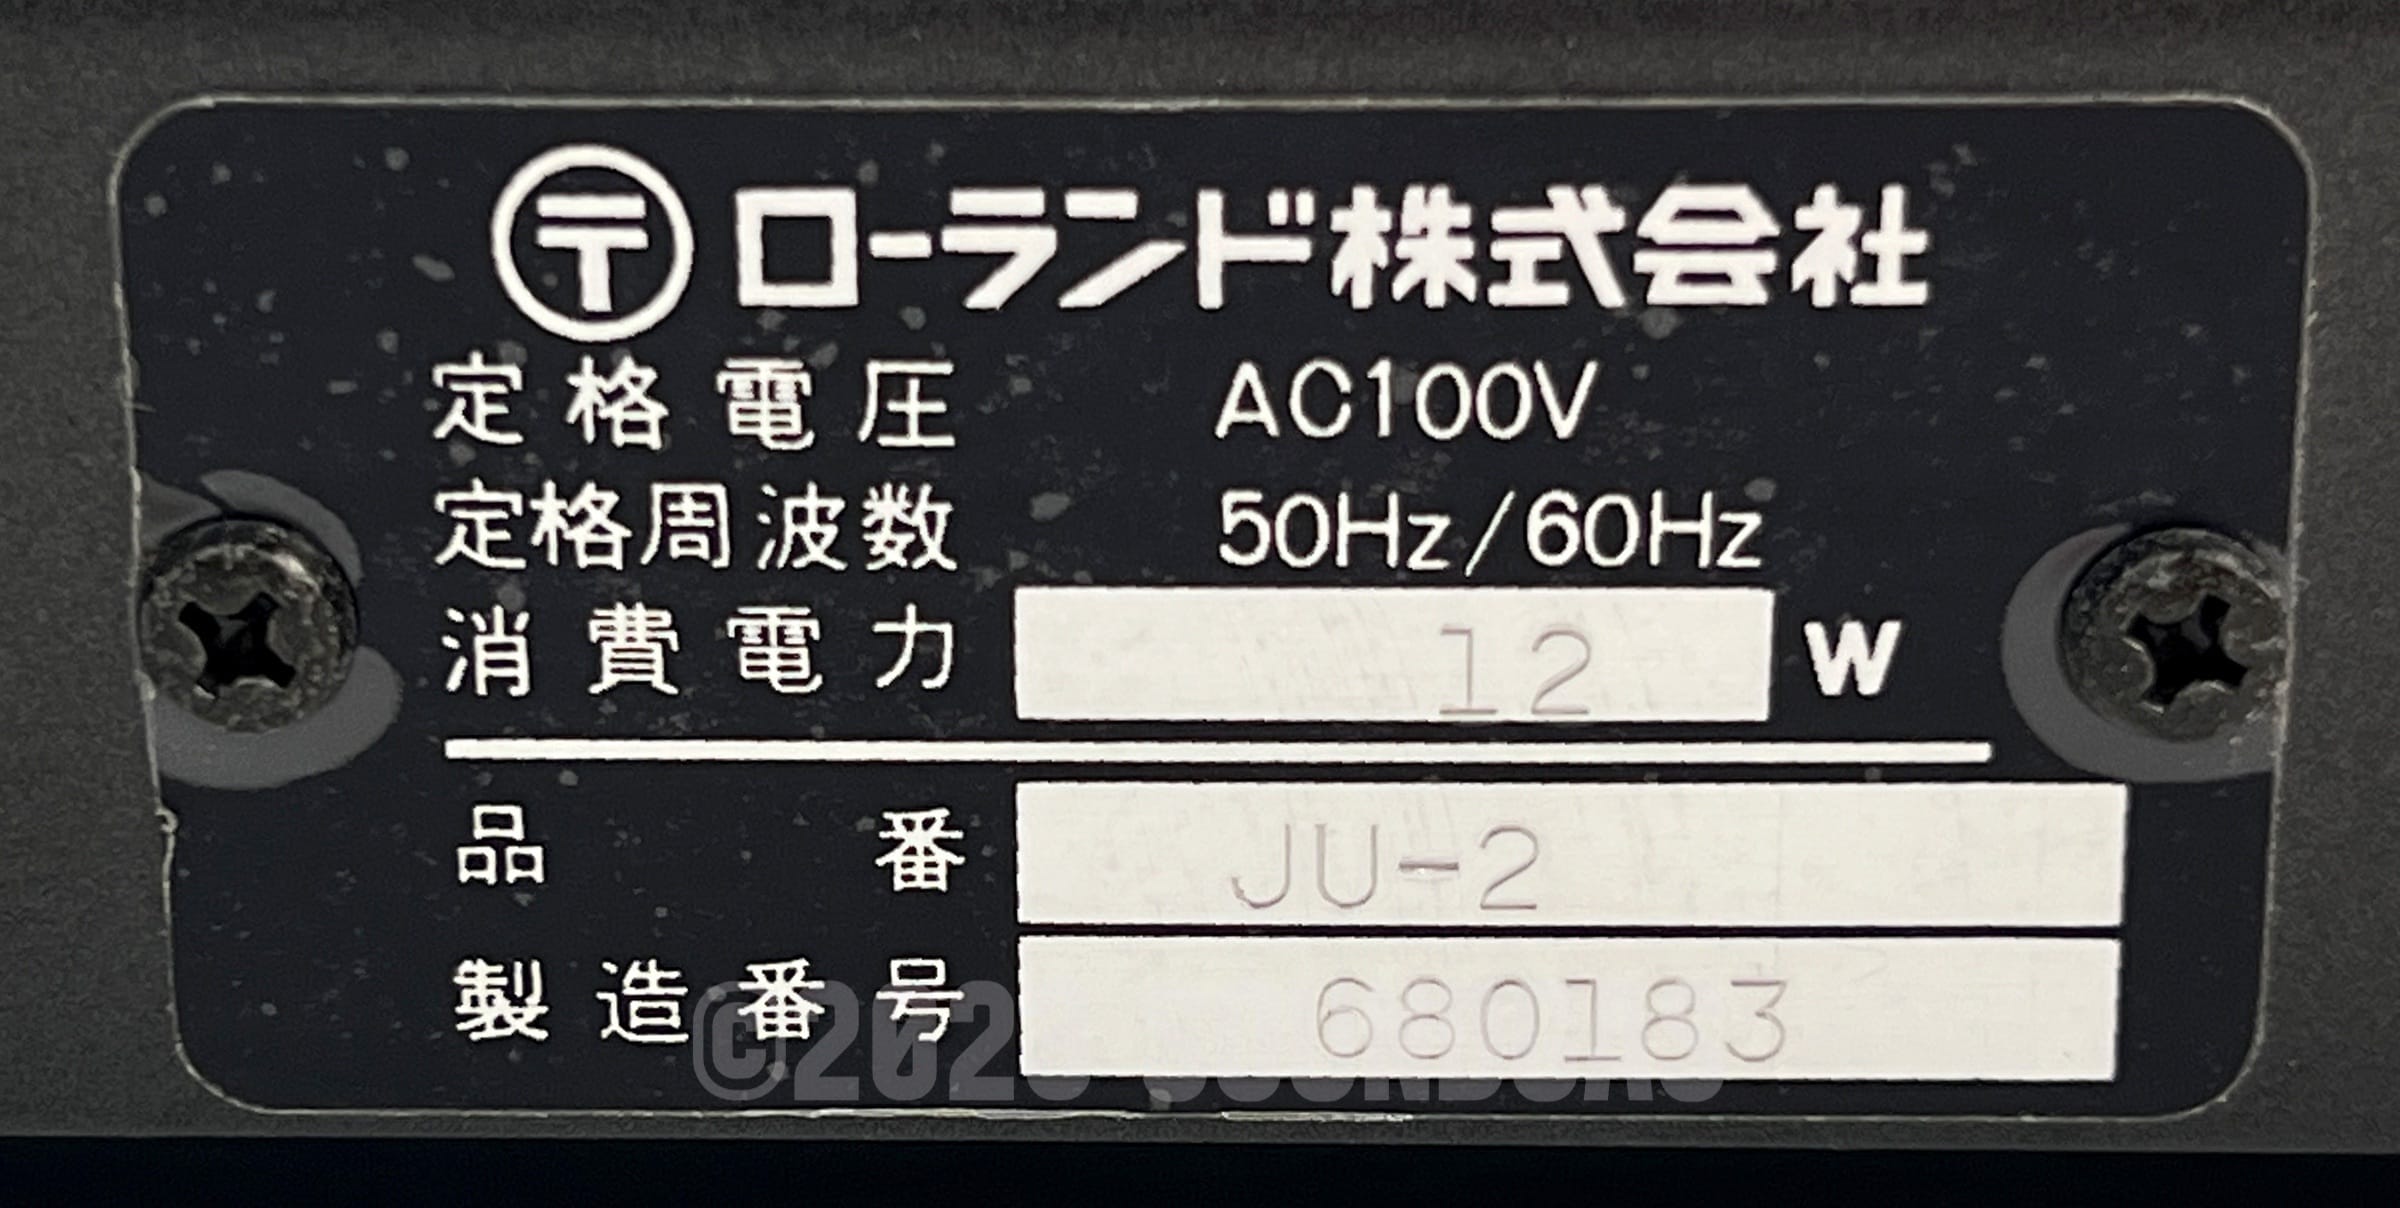 〒 ローランド株式会社
定格電圧 AC100V
定格周波数 50Hz/60Hz
消費電力 12 W
品番 JU-2
製造番号 680183